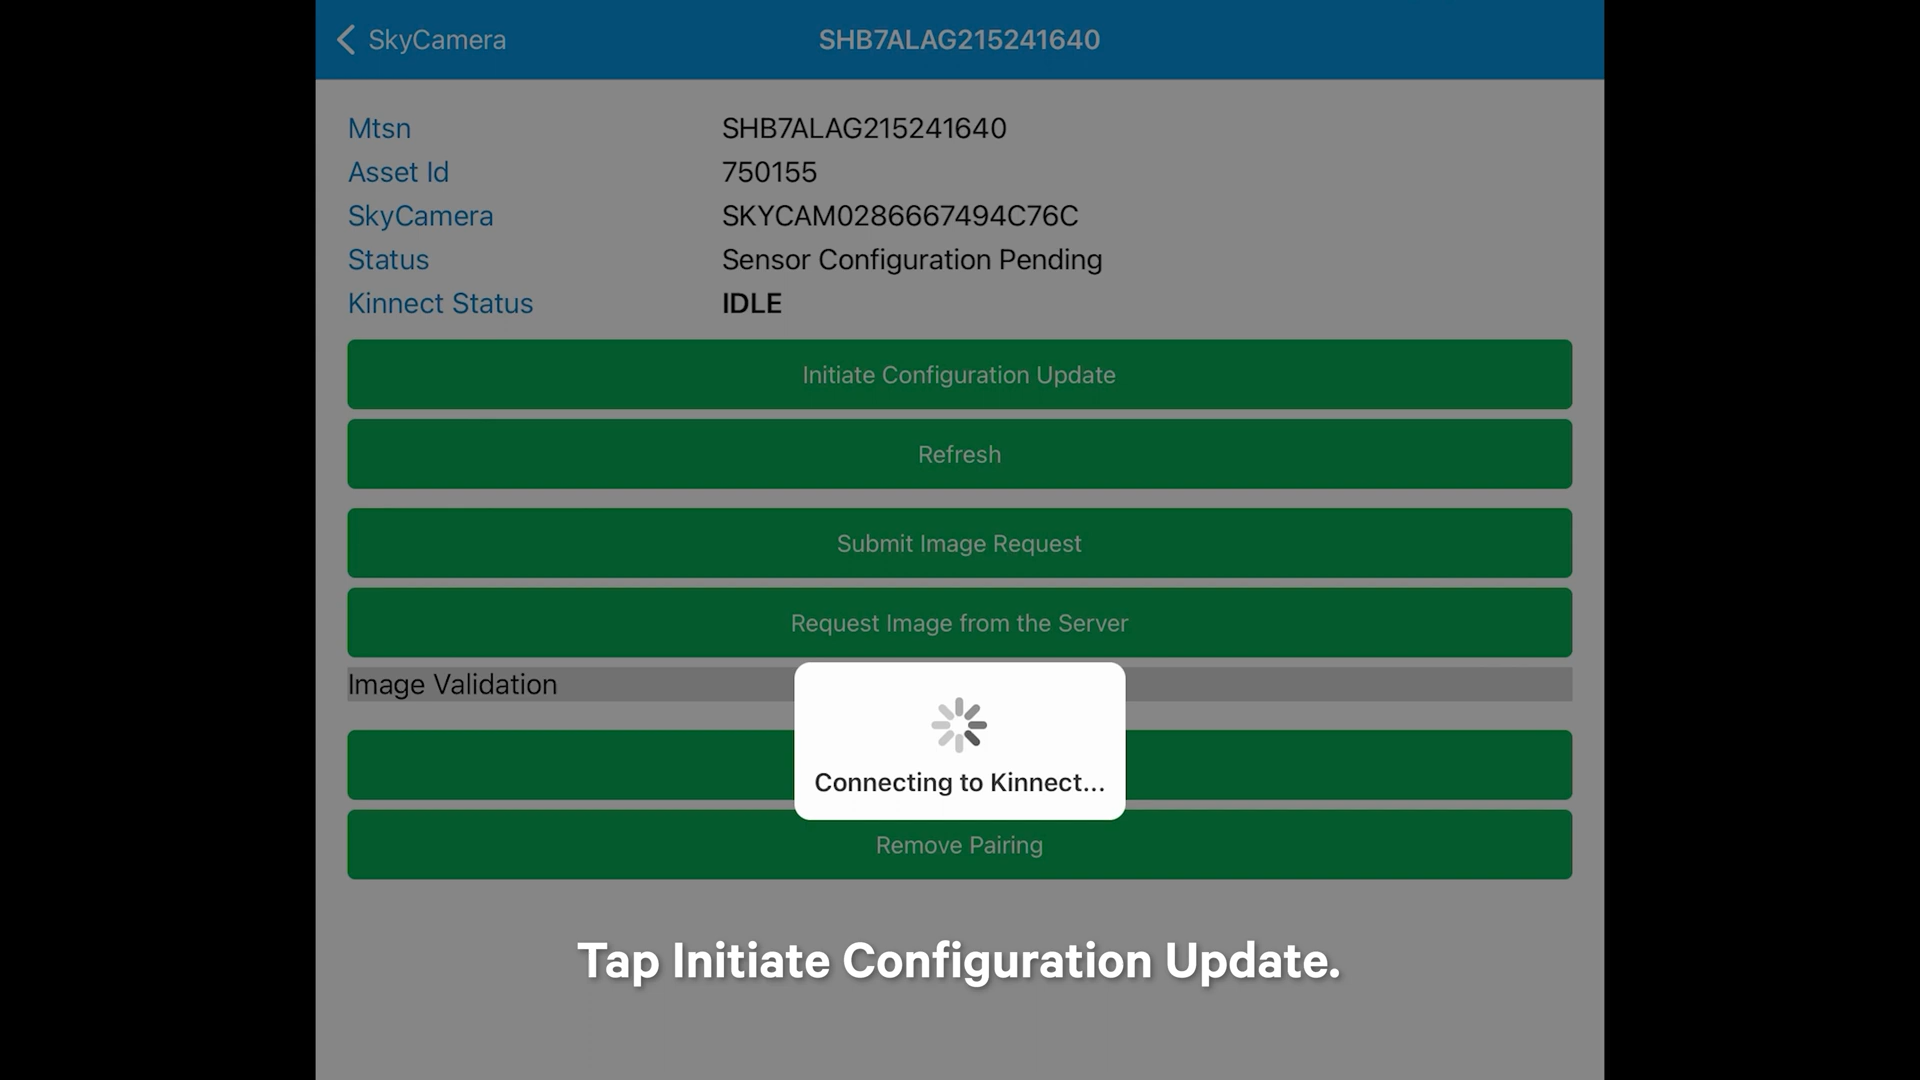 SkyCamera
SHB7ALAG215241640
Mtsn SHB7ALAG215241640
Asset Id 750155
SkyCamera SKYCAM0286667494C76C
Status Sensor Configuration Pending
Kinnect Status IDLE
Initiate Configuration Update
Refresh
Submit Image Request
Request Image from the Server
Image Validation
Connecting to Kinnect...
Remove Pairing
Tap Initiate Configuration Update.